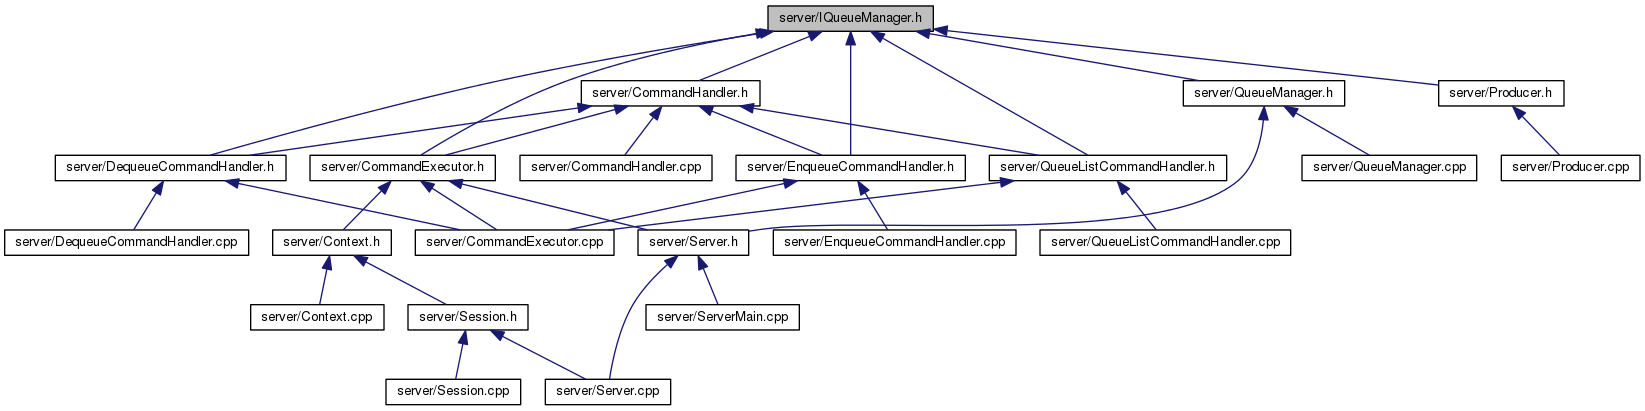 server/IQueueManager.h
server/CommandHandler.h
server/QueueManager.h
server/Producer.h
server/DequeueCommandHandler.h
server/CommandExecutor.h
server/CommandHandler.cpp
server/EnqueueCommandHandler.h
server/QueueListCommandHandler.h
server/QueueManager.cpp
server/Producer.cpp
server/DequeueCommandHandler.cpp
server/Context.h
server/CommandExecutor.cpp
server/Server.h
server/EnqueueCommandHandler.cpp
server/QueueListCommandHandler.cpp
server/Context.cpp
server/Session.h
server/ServerMain.cpp
server/Session.cpp
server/Server.cpp